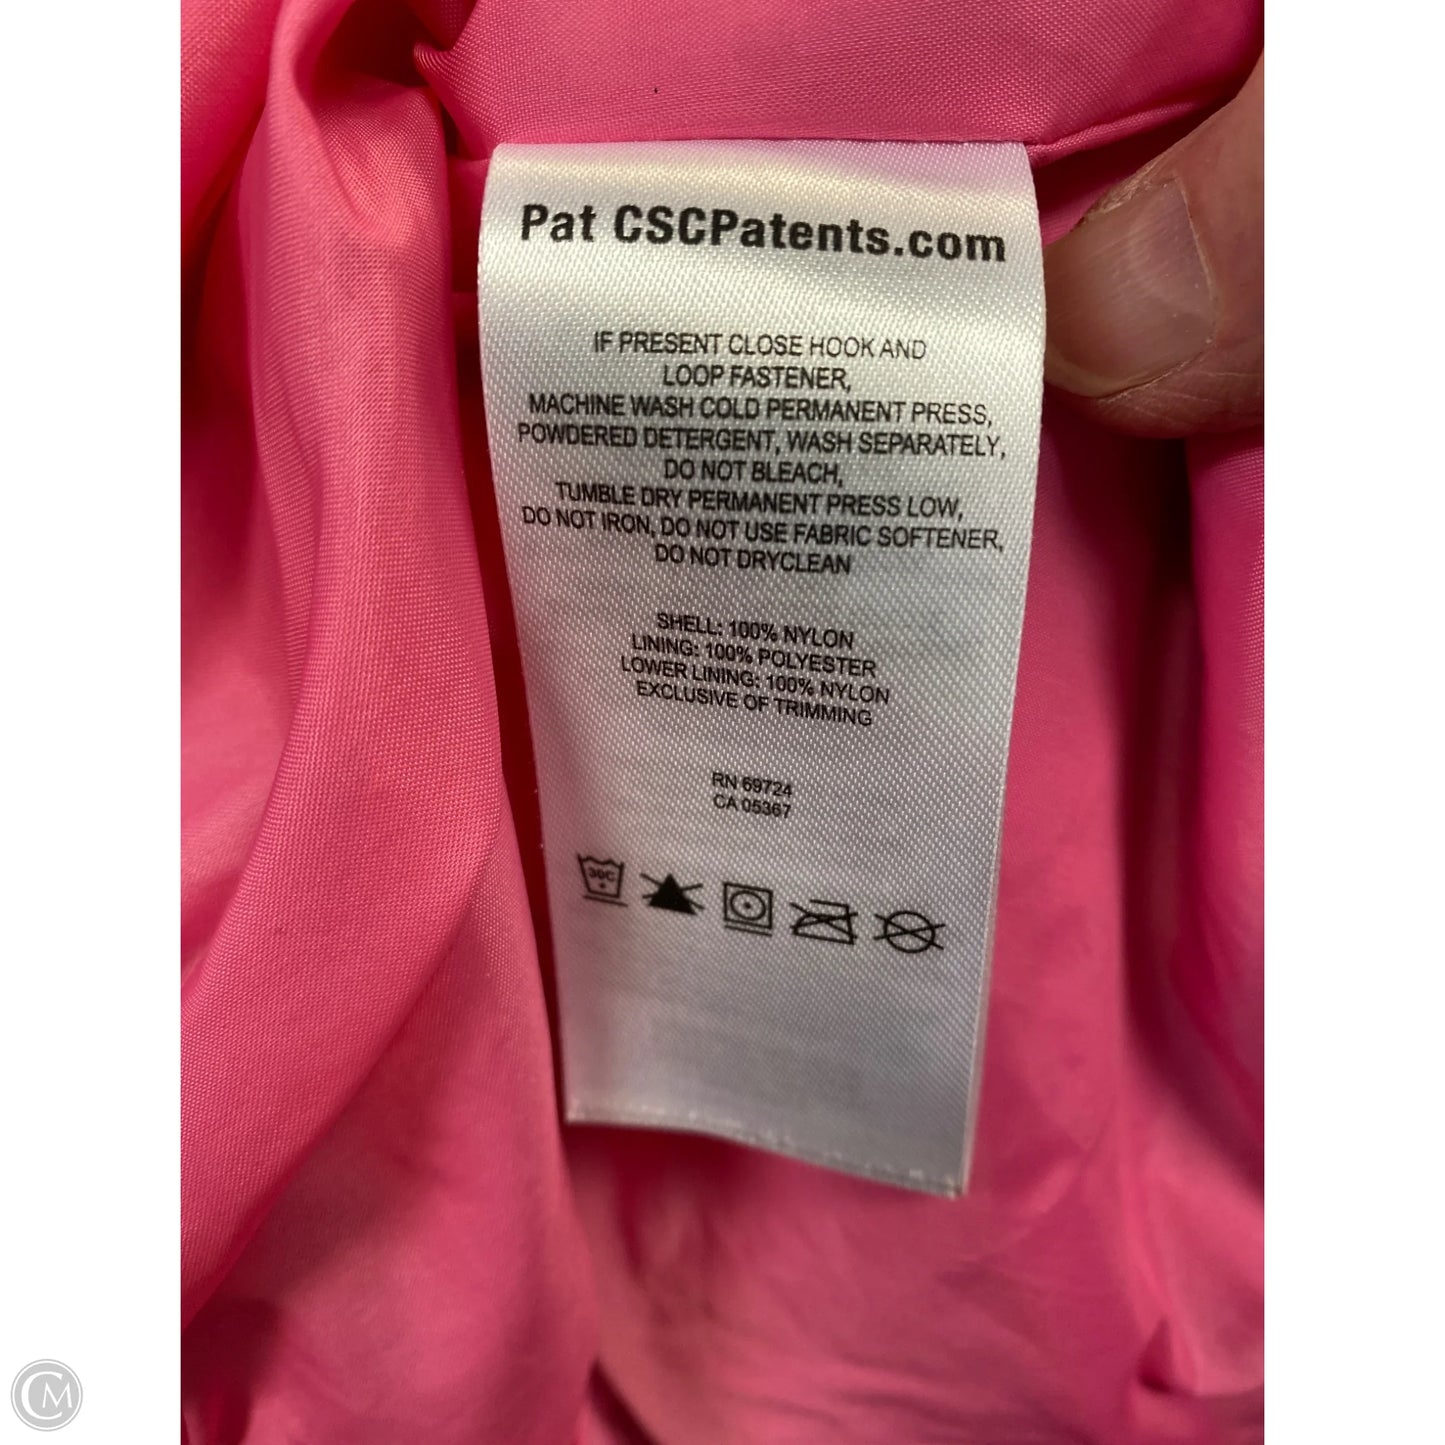 Pat CSCPatents.com
IF PRESENT CLOSE HOOK AND
LOOP FASTENER,
MACHINE WASH COLD PERMANENT PRESS,
POWDERED DETERGENT, WASH SEPARATELY,
DO NOT BLEACH,
TUMBLE DRY PERMANENT PRESS LOW,
DO NOT IRON, DO NOT USE FABRIC SOFTENER,
DO NOT DRYCLEAN
SHELL: 100% NYLON
LINING: 100% POLYESTER
LOWER LINING: 100% NYLON
EXCLUSIVE OF TRIMMING
RN 69724
CA 05367
30C
CM